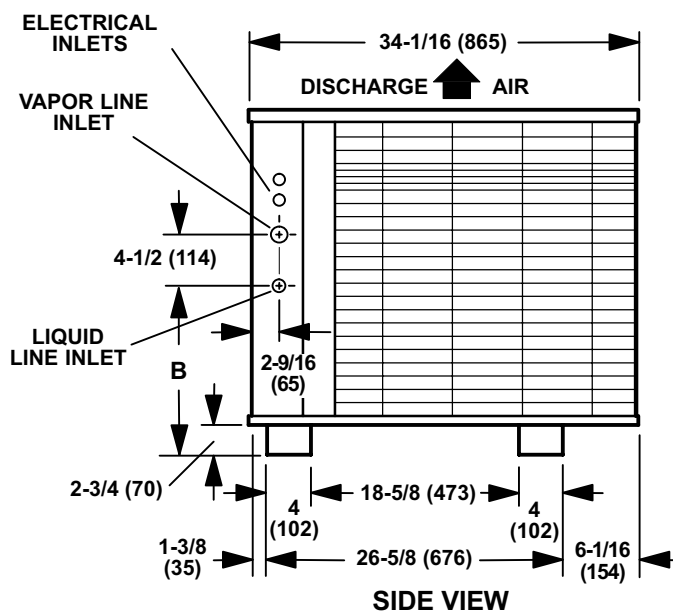 ELECTRICAL
INLETS
34-1/16 (865)
DISCHARGE AIR
VAPOR LINE
INLET
4-1/2 (114)
LIQUID
LINE INLET
B
2-9/16
(65)
2-3/4 (70)
4
(102)
18-5/8 (473)
4
(102)
1-3/8
(35)
26-5/8 (676)
6-1/16
(154)
SIDE VIEW